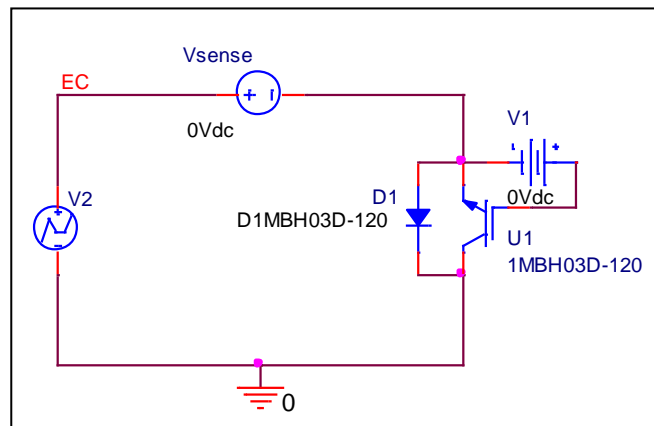 Vsense
EC
+ -
0Vdc
V1
- +
V2
+
-
D1
0Vdc
D1MBH03D-120
U1
1MBH03D-120
0